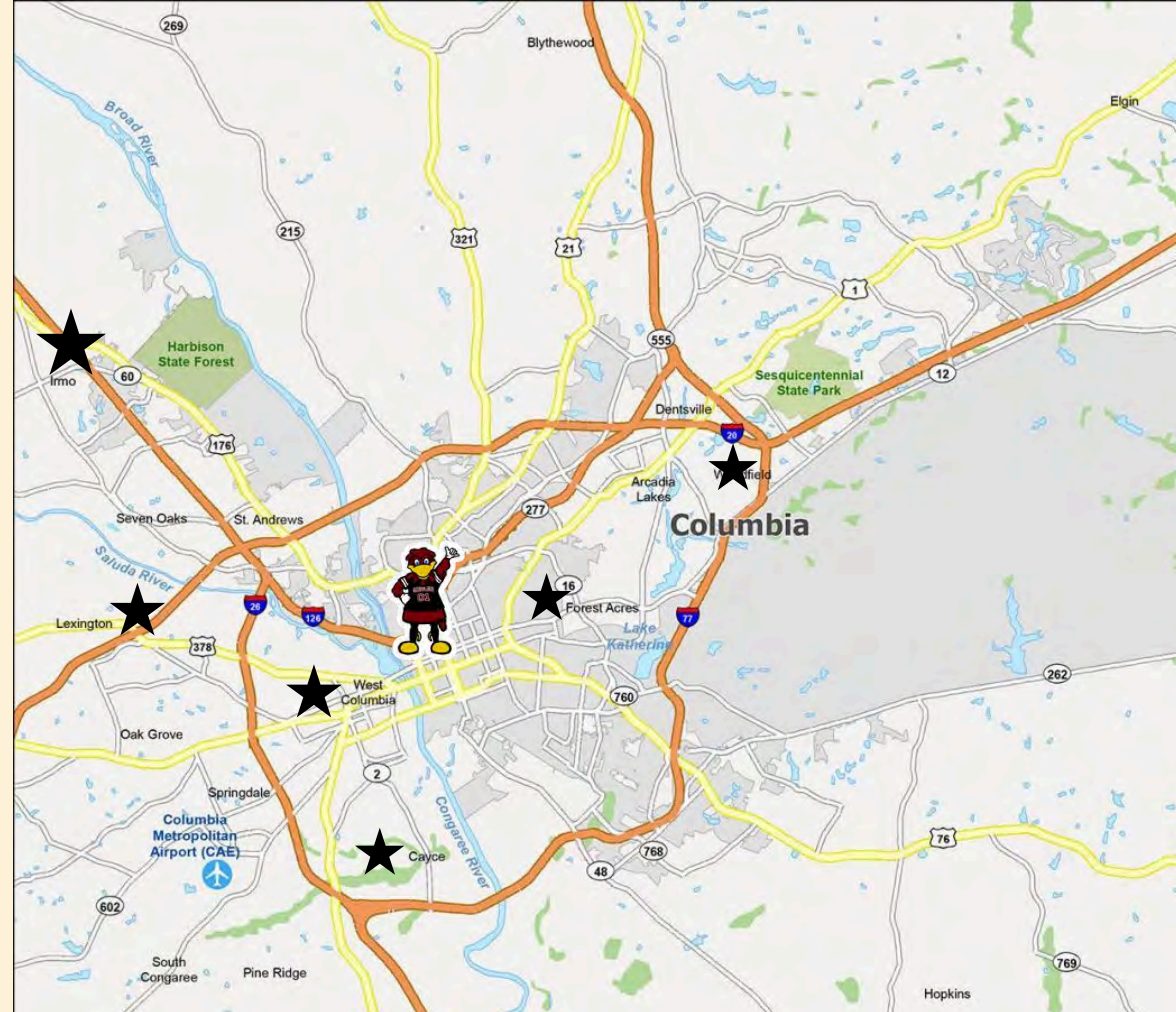 269
Blythewood
Elgin
Broad River
215
321
21
1
Harbison
State Forest
555
Irmo
60
Sesquicentennial
State Park
12
Dentsville
176
20
Arcadia
Lakes
277
Columbia
Seven Oaks
St. Andrews
Saluda River
16
26
126
Forest Acres
77
Lexington
Lake
Katherine
378
262
West
Columbia
760
Oak Grove
2
Springdale
Congaree River
Columbia
Metropolitan
Airport (CAE)
76
768
Cayce
48
602
South
Congaree
Pine Ridge
769
Hopkins